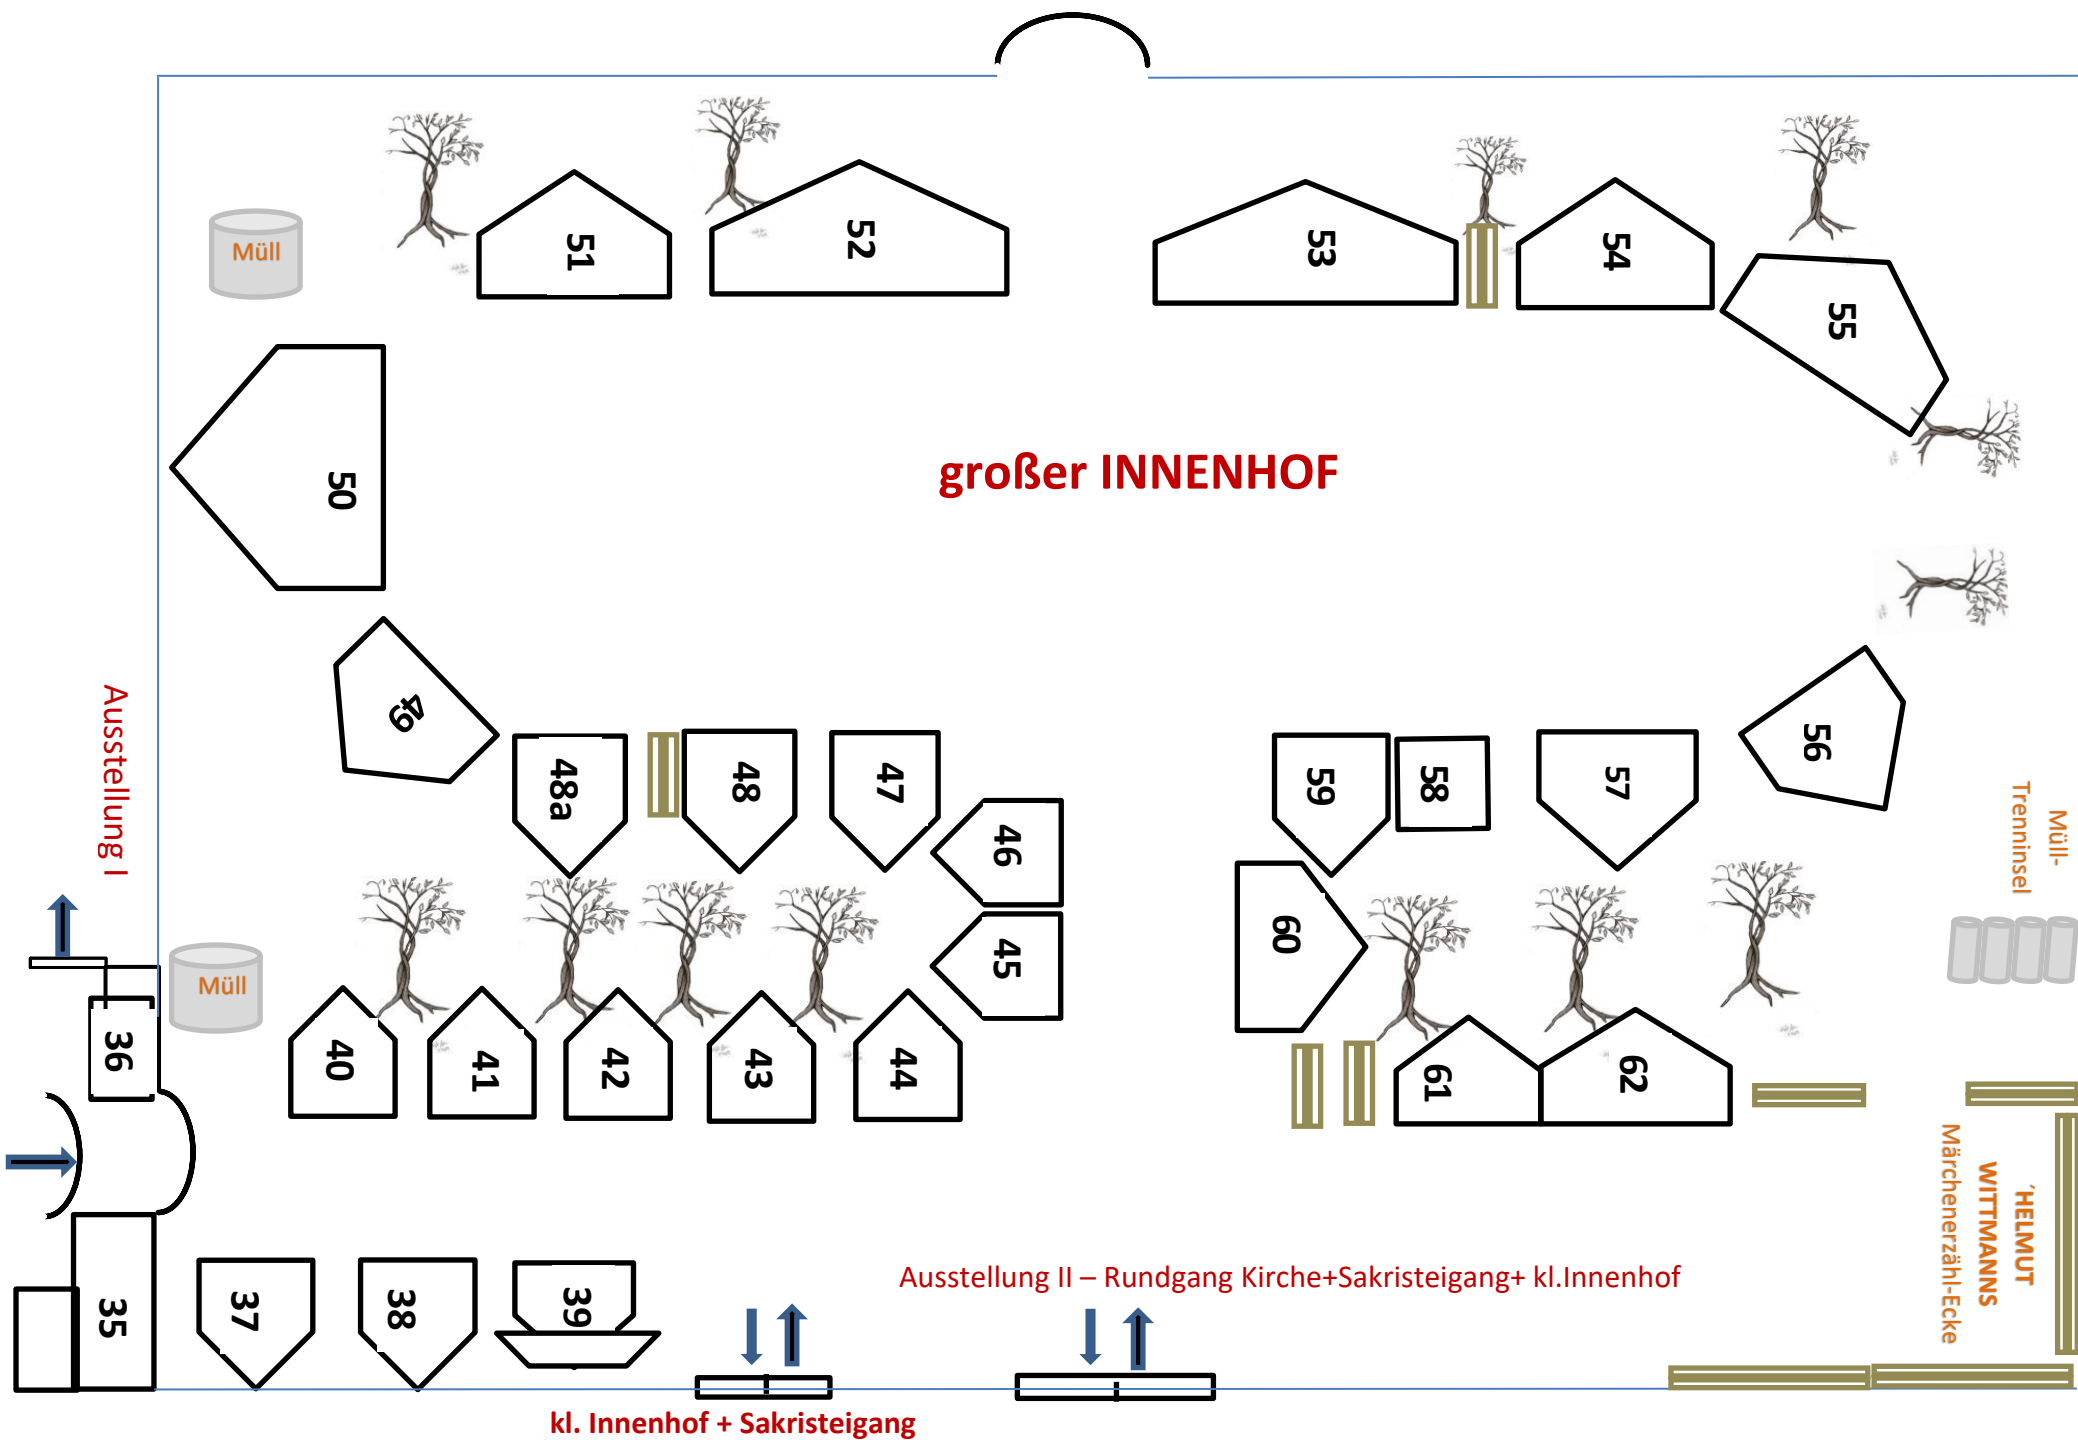 Müll
51
52
53
54
55
50
großer INNENHOF
49
Ausstellung I
48a
48
47
46
45
59
58
57
56
Müll-
Trenninsel
60
Müll
36
40
41
42
43
44
61
62
´HELMUT
WITTMANNS
Märchenerzähl-Ecke
35
37
38
39
Ausstellung II – Rundgang Kirche+Sakristeigang+ kl.Innenhof
kl. Innenhof + Sakristeigang